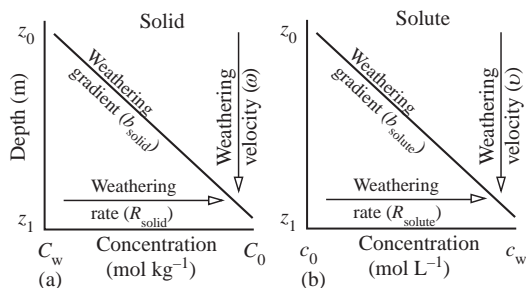 Solid
z0
Depth (m)
z1
Weathering
gradient (bsolid)
Weathering
velocity (ω)
Weathering
rate (Rsolid)
Cw
Concentration
C0
(a)
(mol kg–1)
Solute
z0
z1
Weathering
gradient (bsolute)
Weathering
velocity (υ)
Weathering
rate (Rsolute)
c0
Concentration
cw
(b)
(mol L–1)